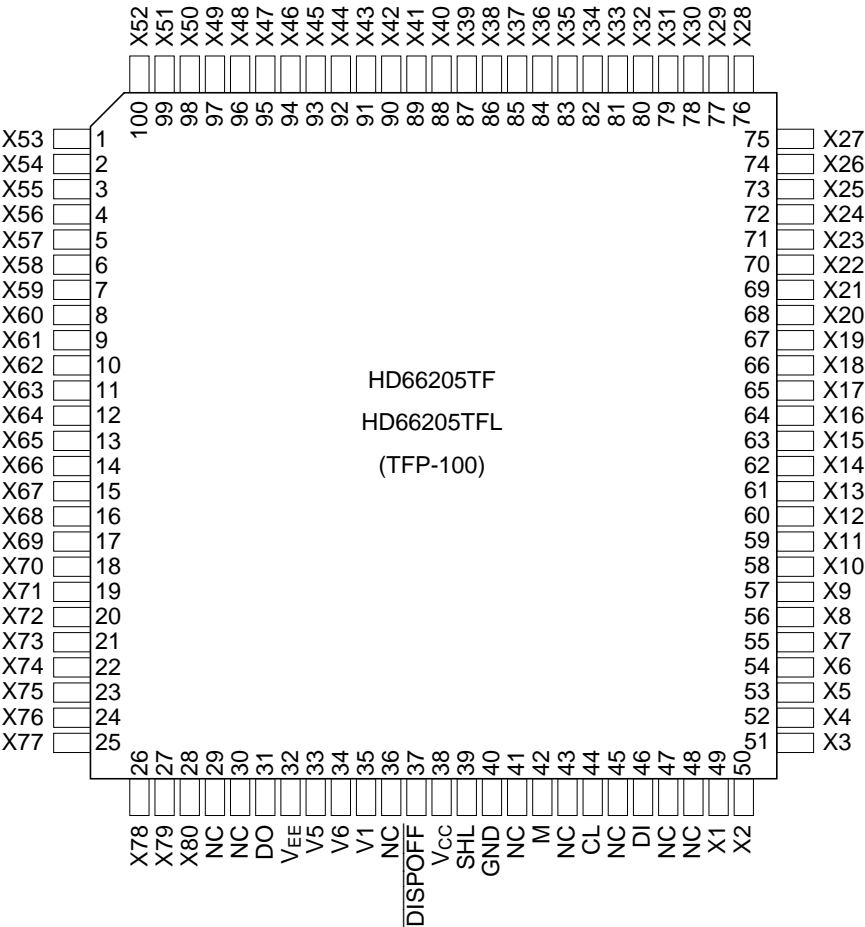 X52 X51 X50 X49 X48 X47 X46 X45 X44 X43 X42 X41 X40 X39 X38 X37 X36 X35 X34 X33 X32 X31 X30 X29 X28
100 99 98 97 96 95 94 93 92 91 90 89 88 87 86 85 84 83 82 81 80 79 78 77 76
X53 1 75 X27
X54 2 74 X26
X55 3 73 X25
X56 4 72 X24
X57 5 71 X23
X58 6 70 X22
X59 7 69 X21
X60 8 68 X20
X61 9 67 X19
X62 10 66 X18
X63 11 65 X17
X64 12 64 X16
X65 13 63 X15
X66 14 62 X14
X67 15 61 X13
X68 16 60 X12
X69 17 59 X11
X70 18 58 X10
X71 19 57 X9
X72 20 56 X8
X73 21 55 X7
X74 22 54 X6
X75 23 53 X5
X76 24 52 X4
X77 25 51 X3
HD66205TF
HD66205TFL
(TFP-100)
26 27 28 29 30 31 32 33 34 35 36 37 38 39 40 41 42 43 44 45 46 47 48 49 50
X78 X79 X80 NC NC DO VEE V5 V6 V1 NC DISPOFF VCC SHL GND NC M NC CL NC DI NC NC X1 X2